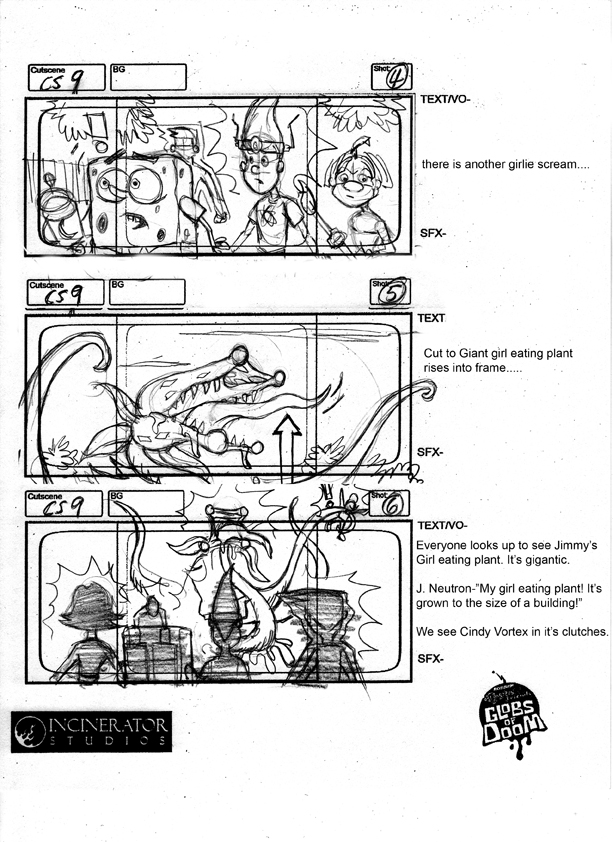 Cutscene
CS 9
BG
Shot
4
TEXT/VO-
there is another girlie scream....
SFX-
Cutscene
CS 9
BG
Shot
5
TEXT
Cut to Giant girl eating plant
rises into frame.....
SFX-
Cutscene
CS 9
BG
Shot
6
TEXT/VO-
Everyone looks up to see Jimmy's
Girl eating plant. It's gigantic.
J. Neutron-"My girl eating plant! It's
grown to the size of a building!"
We see Cindy Vortex in it's clutches.
SFX-
INCINERATOR
STUDIOS
GLOBS
OF
DOOM